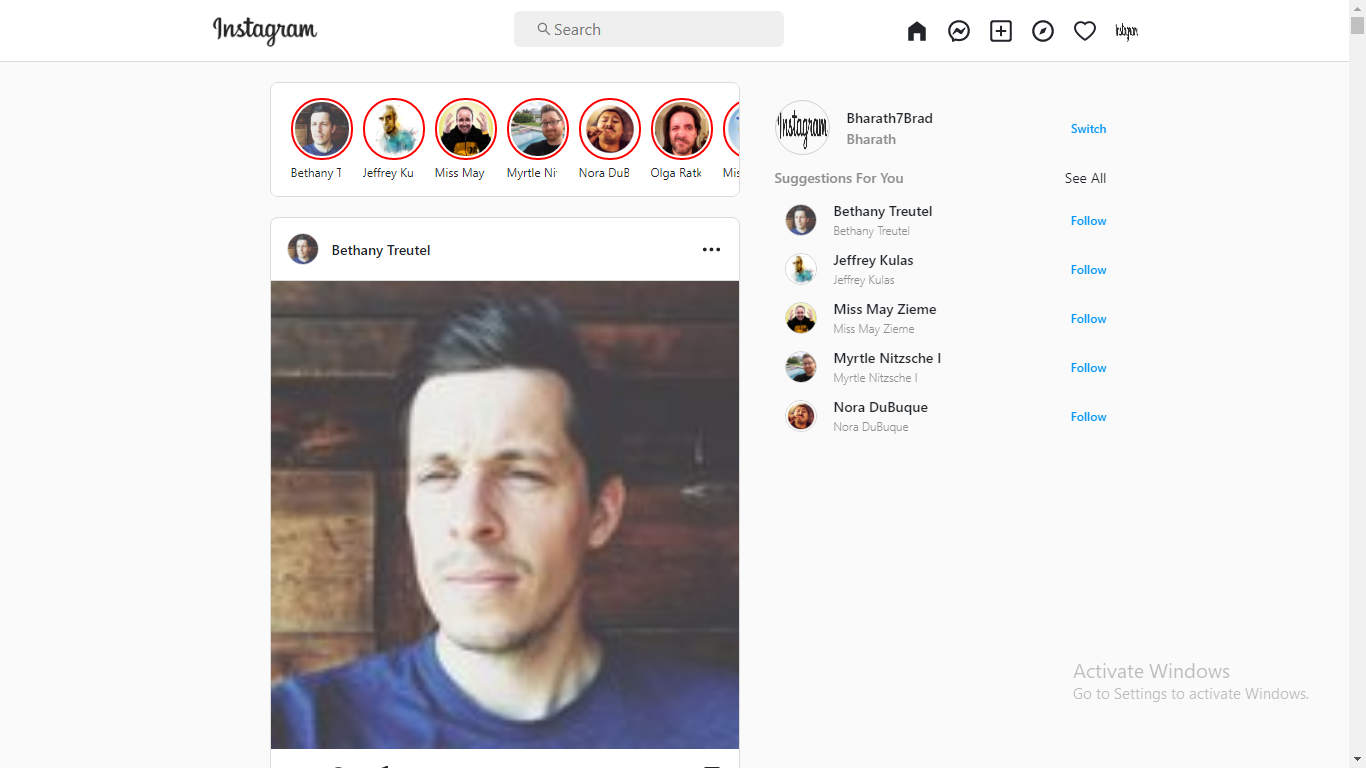 Instagram
Search
Instagram
Bethany T
Jeffrey Ku
Miss May
Myrtle Ni
Nora DuB
Olga Ratk
Mis
Instagram
Bharath7Brad
Bharath
Switch
Suggestions For You
See All
Bethany Treutel
Bethany Treutel
Follow
Jeffrey Kulas
Jeffrey Kulas
Follow
Miss May Zieme
Miss May Zieme
Follow
Myrtle Nitzsche I
Myrtle Nitzsche I
Follow
Nora DuBuque
Nora DuBuque
Follow
Bethany Treutel
Activate Windows
Go to Settings to activate Windows.